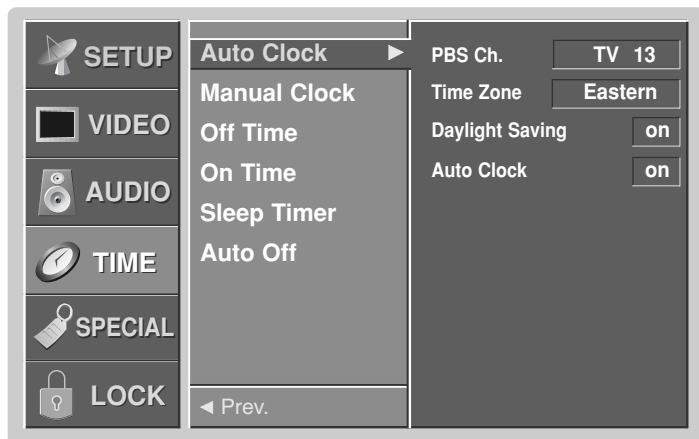 SETUP
VIDEO
AUDIO
TIME
SPECIAL
LOCK
Auto Clock ►
Manual Clock
Off Time
On Time
Sleep Timer
Auto Off
◄ Prev.
PBS Ch. TV 13
Time Zone Eastern
Daylight Saving on
Auto Clock on